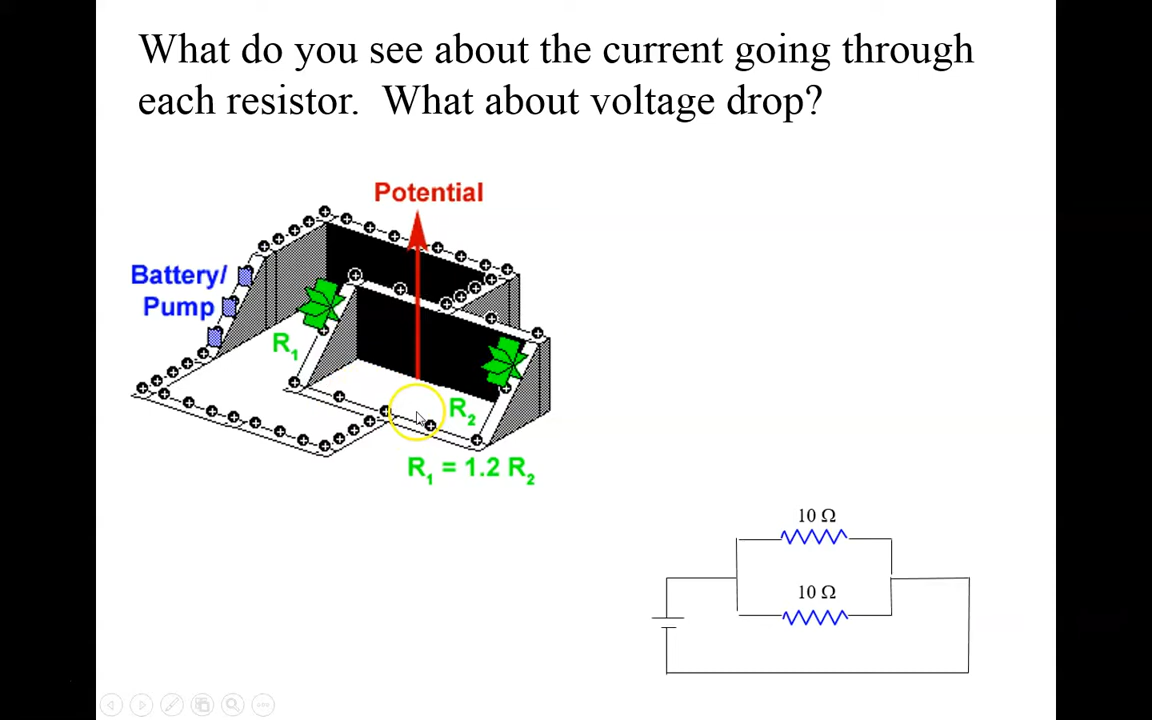 What do you see about the current going through
each resistor.  What about voltage drop?
Potential
Battery/
Pump
R1
R2
R1 = 1.2 R2
10 Ω
10 Ω